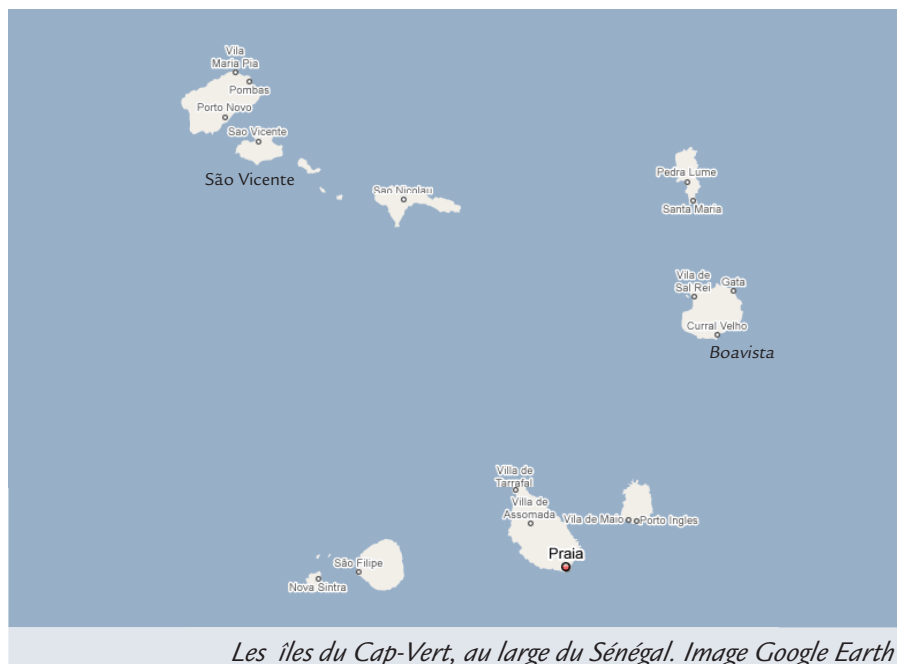 Vila
Maria Pia
Pombas
Porto Novo
Sao Vicente
São Vicente
Sao Nicolau
Pedra Lume
Santa Maria
Vila de
Sal Rei
Gata
Curral Velho
Boavista
Villa de
Tarrafal
Villa de
Assomada
Vila de Maio
Porto Ingles
Praia
São Filipe
Nova Sintra
Les îles du Cap-Vert, au large du Sénégal. Image Google Earth